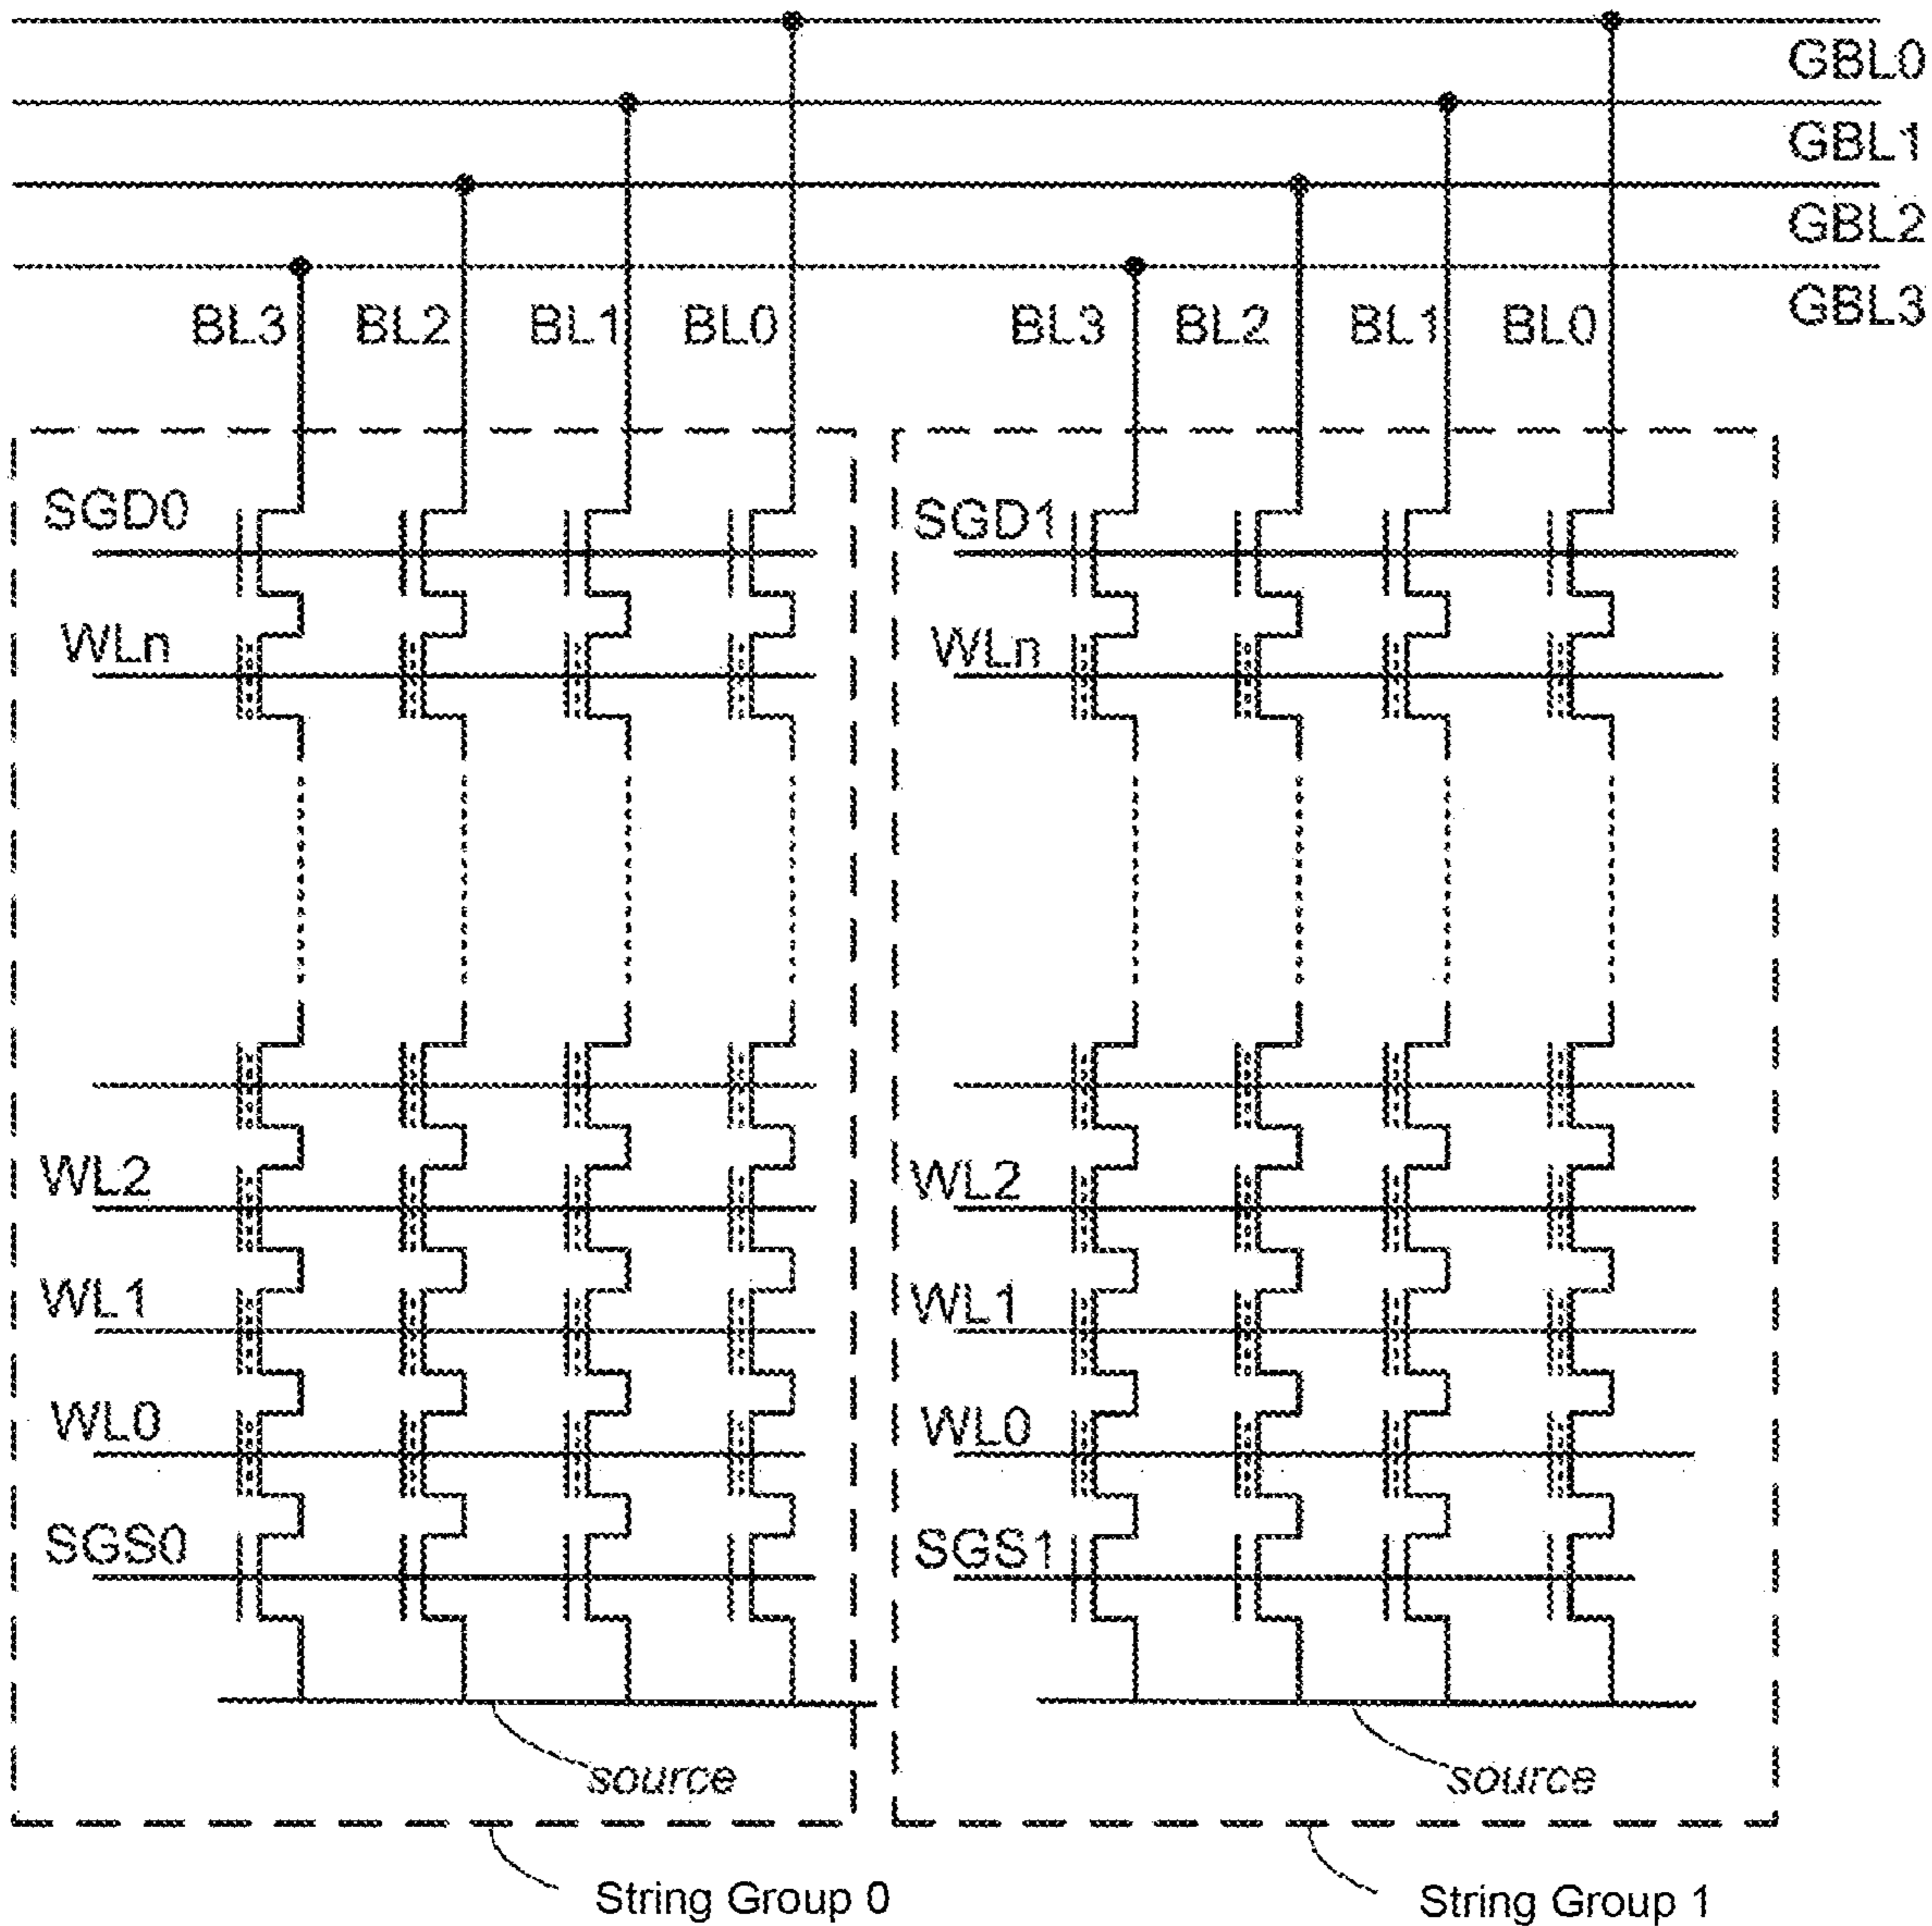 GBL0
GBL1
GBL2
GBL3
BL3 BL2 BL1 BL0 BL3 BL2 BL1 BL0
SGD0 SGD1
WLn WLn
WL2 WL2
WL1 WL1
WL0 WL0
SGS0 SGS1
source source
String Group 0 String Group 1